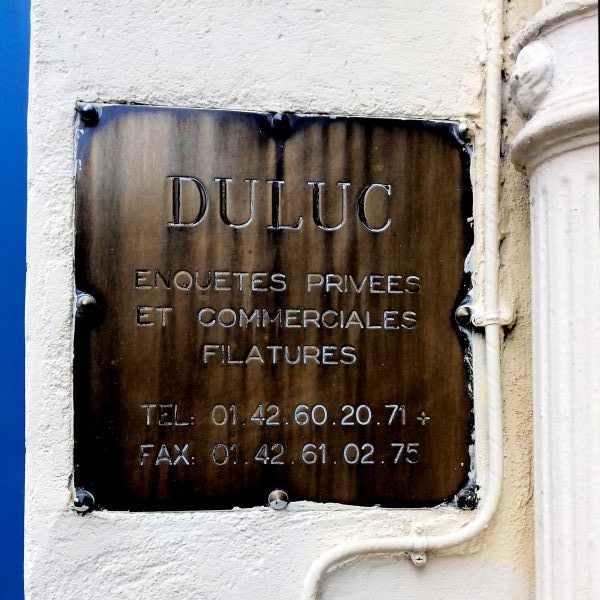 DULUC
ENQUETES PRIVEES
ET COMMERCIALES
FILATURES
TEL: 01.42.60.20.71 +
FAX: 01.42.61.02.75